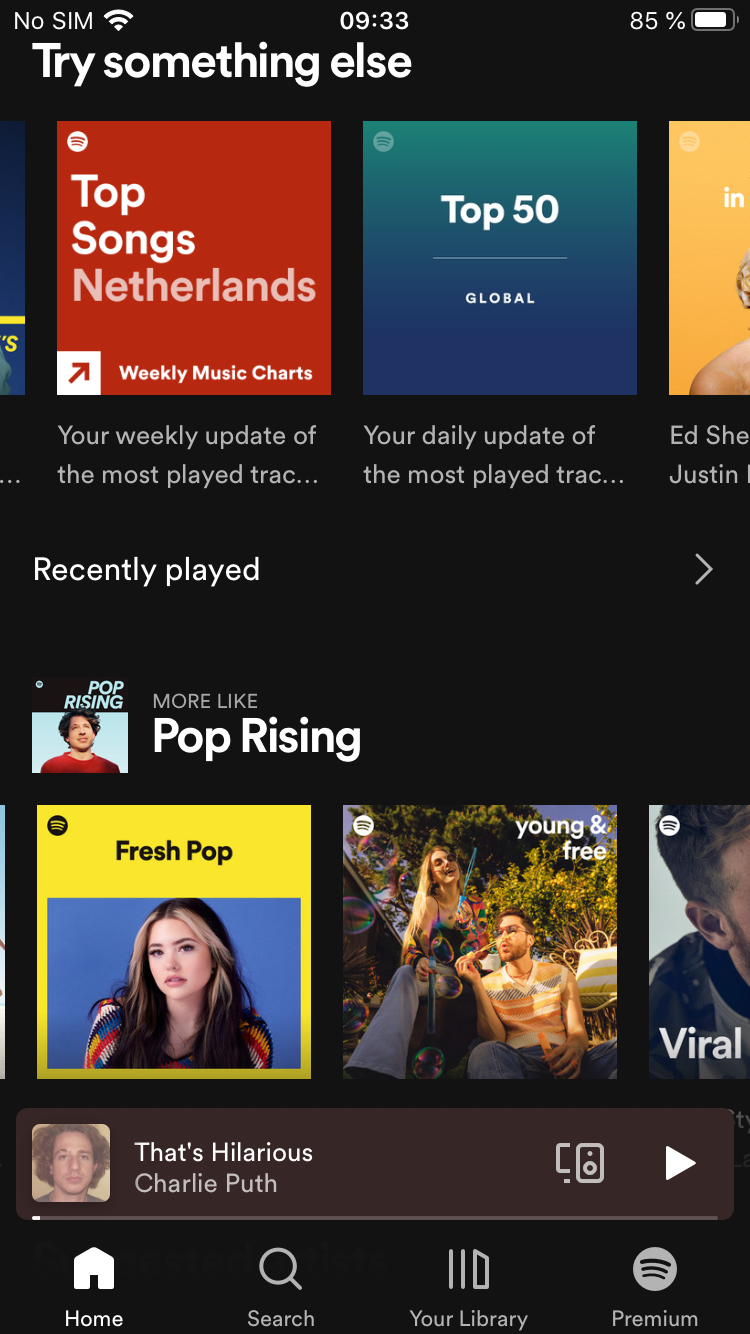 No SIM 09:33 85 %
Try something else
Top
Songs
Netherlands
Weekly Music Charts
Top 50
GLOBAL
in
'S
Your weekly update of
the most played trac...
Your daily update of
the most played trac...
Ed She
Justin
...
Recently played
POP
RISING
MORE LIKE
Pop Rising
Fresh Pop
young &
free
Viral
That's Hilarious
Charlie Puth
Home
Search
Your Library
Premium